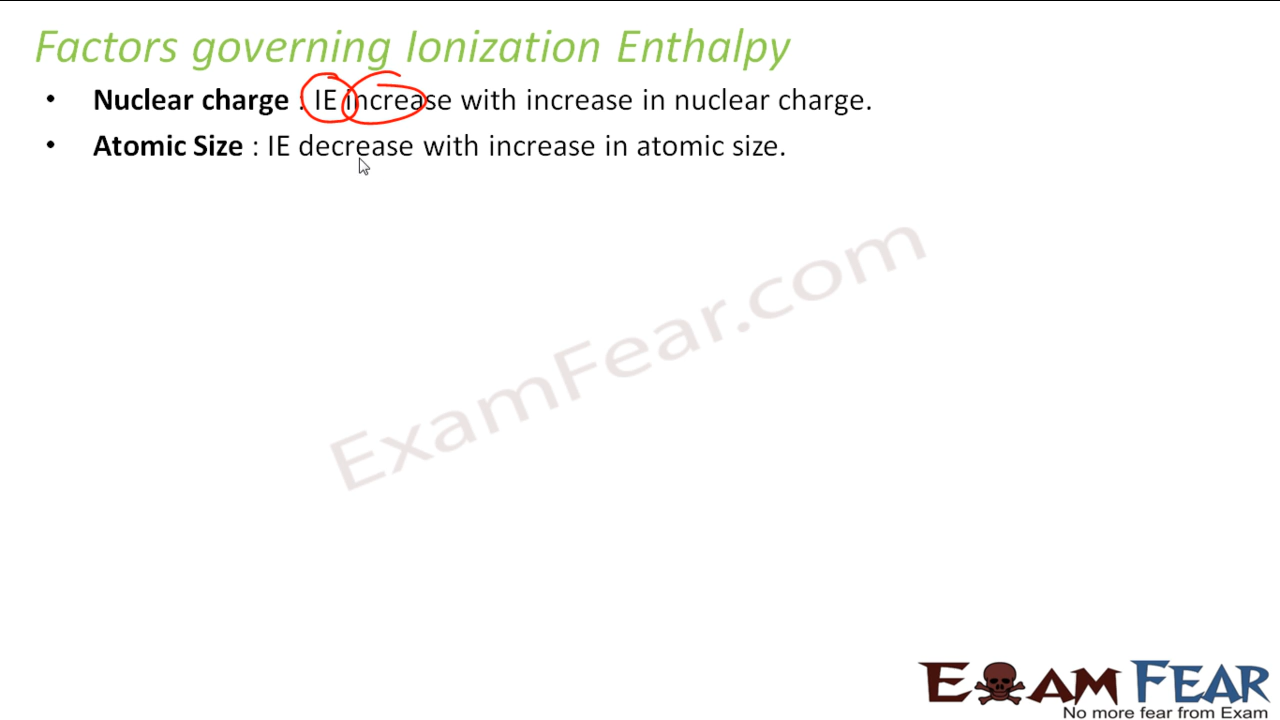 Factors governing Ionization Enthalpy
• Nuclear charge : IE increase with increase in nuclear charge.
• Atomic Size : IE decrease with increase in atomic size.
ExamFear.com
EXAM FEAR
No more fear from Exam